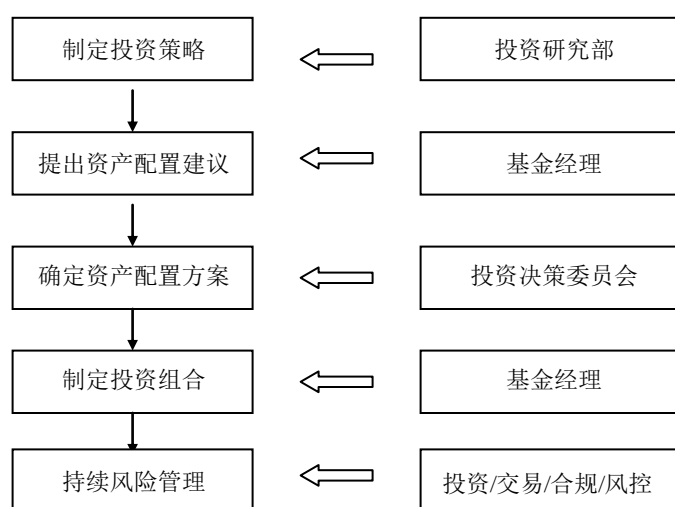 制定投资策略
投资研究部
提出资产配置建议
基金经理
确定资产配置方案
投资决策委员会
制定投资组合
基金经理
持续风险管理
投资/交易/合规/风控